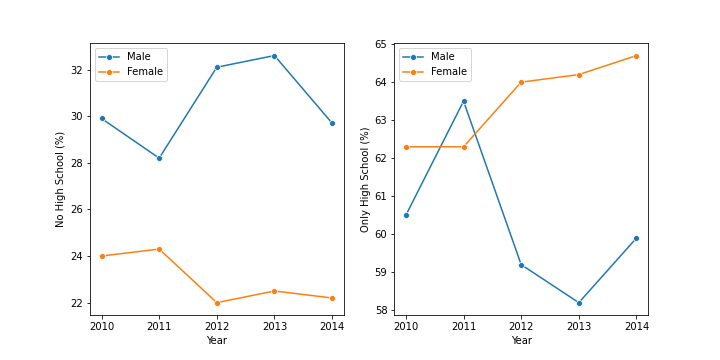 Male
Female
32
30
28
26
24
22
No High School (%)
2010 2011 2012 2013 2014
Year
Male
Female
65
64
63
62
61
60
59
58
Only High School (%)
2010 2011 2012 2013 2014
Year